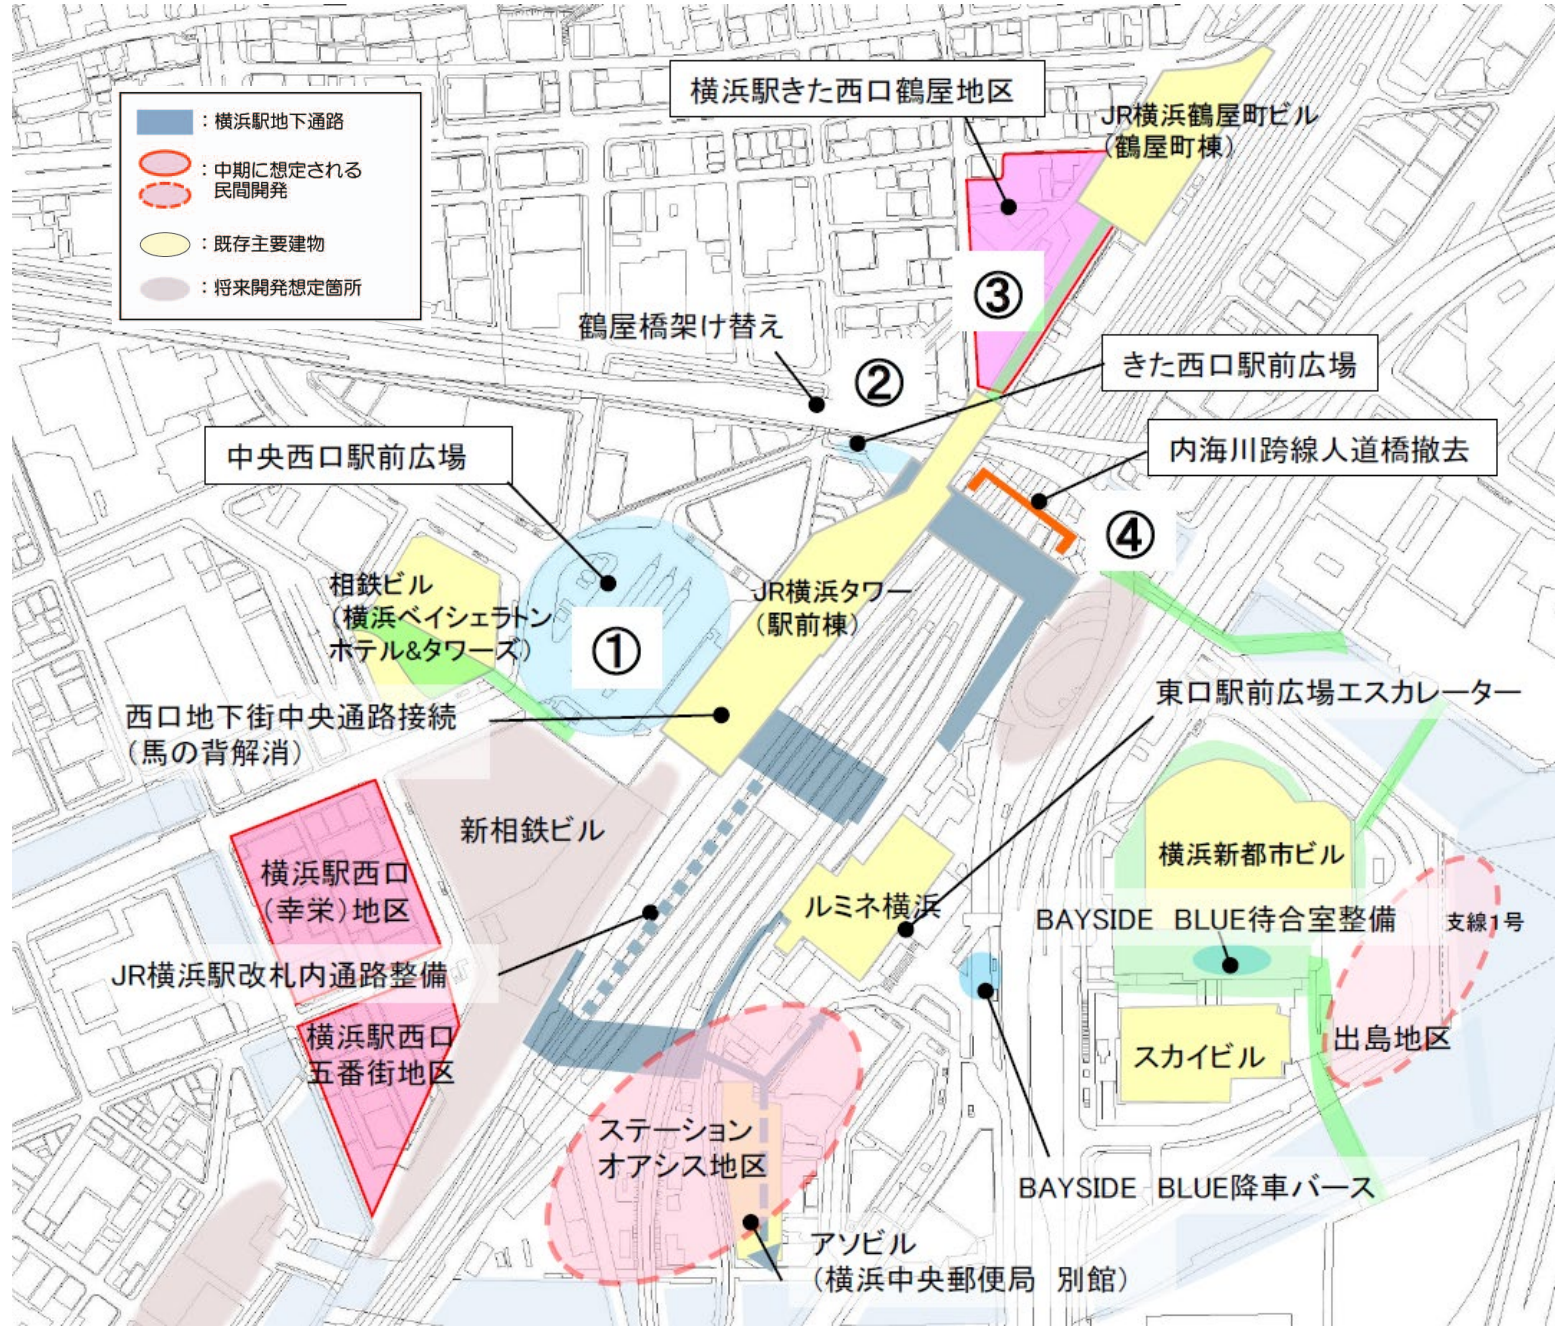 横浜駅きた西口鶴屋地区
JR横浜鶴屋町ビル
(鶴屋町棟)
：横浜駅地下通路
：中期に想定される
民間開発
：既存主要建物
：将来開発想定箇所
③
鶴屋橋架け替え
②
きた西口駅前広場
中央西口駅前広場
内海川跨線人道橋撤去
④
相鉄ビル
(横浜ベイシェラトン
ホテル&タワーズ)
JR横浜タワー
(駅前棟)
①
西口地下街中央通路接続
(馬の背解消)
東口駅前広場エスカレーター
新相鉄ビル
横浜駅西口
(幸栄)地区
横浜新都市ビル
ルミネ横浜
BAYSIDE BLUE待合室整備
支線1号
JR横浜駅改札内通路整備
横浜駅西口
五番街地区
出島地区
スカイビル
ステーション
オアシス地区
BAYSIDE BLUE降車バース
アソビル
(横浜中央郵便局 別館)